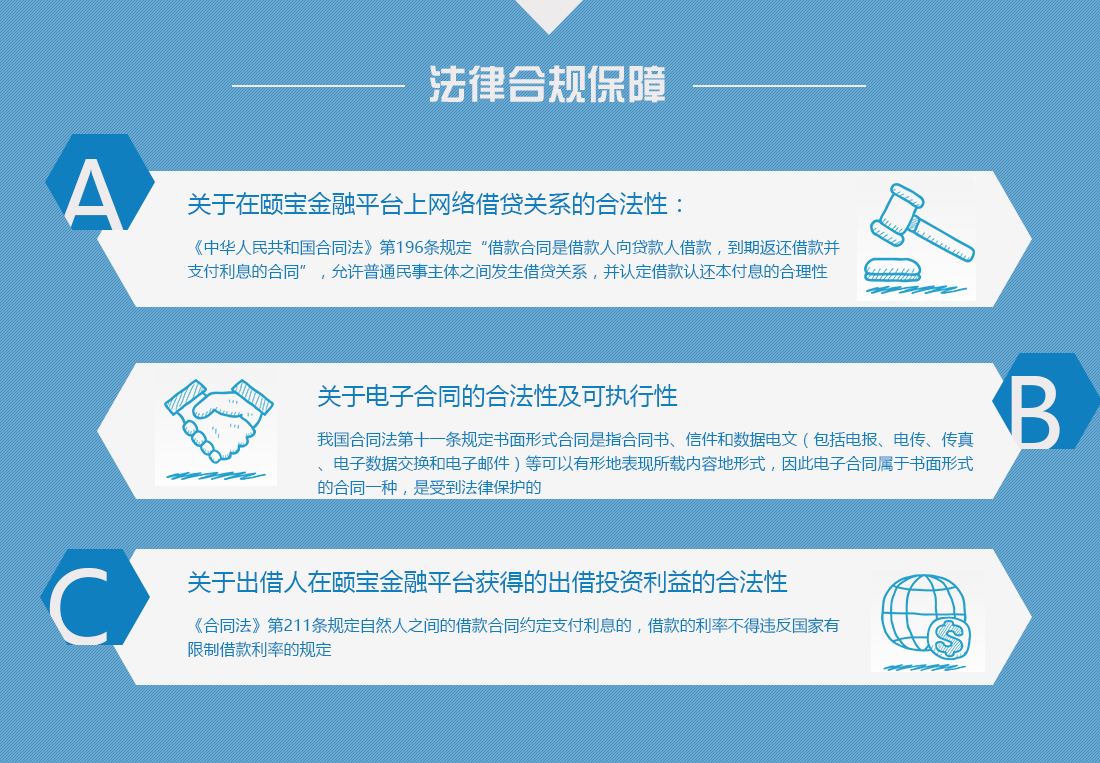 法律合规保障
A
关于在颐宝金融平台上网络借贷关系的合法性：
《中华人民共和国合同法》第196条规定“借款合同是借款人向贷款人借款，到期返还借款并
支付利息的合同”，允许普通民事主体之间发生借贷关系，并认定借款认还本付息的合理性
B
关于电子合同的合法性及可执行性
我国合同法第十一条规定书面形式合同是指合同书、信件和数据电文（包括电报、电传、传真
、电子数据交换和电子邮件）等可以有形地表现所载内容地形式，因此电子合同属于书面形式
的合同一种，是受到法律保护的
C
关于出借人在颐宝金融平台获得的出借投资利益的合法性
《合同法》第211条规定自然人之间的借款合同约定支付利息的，借款的利率不得违反国家有
限制借款利率的规定
$